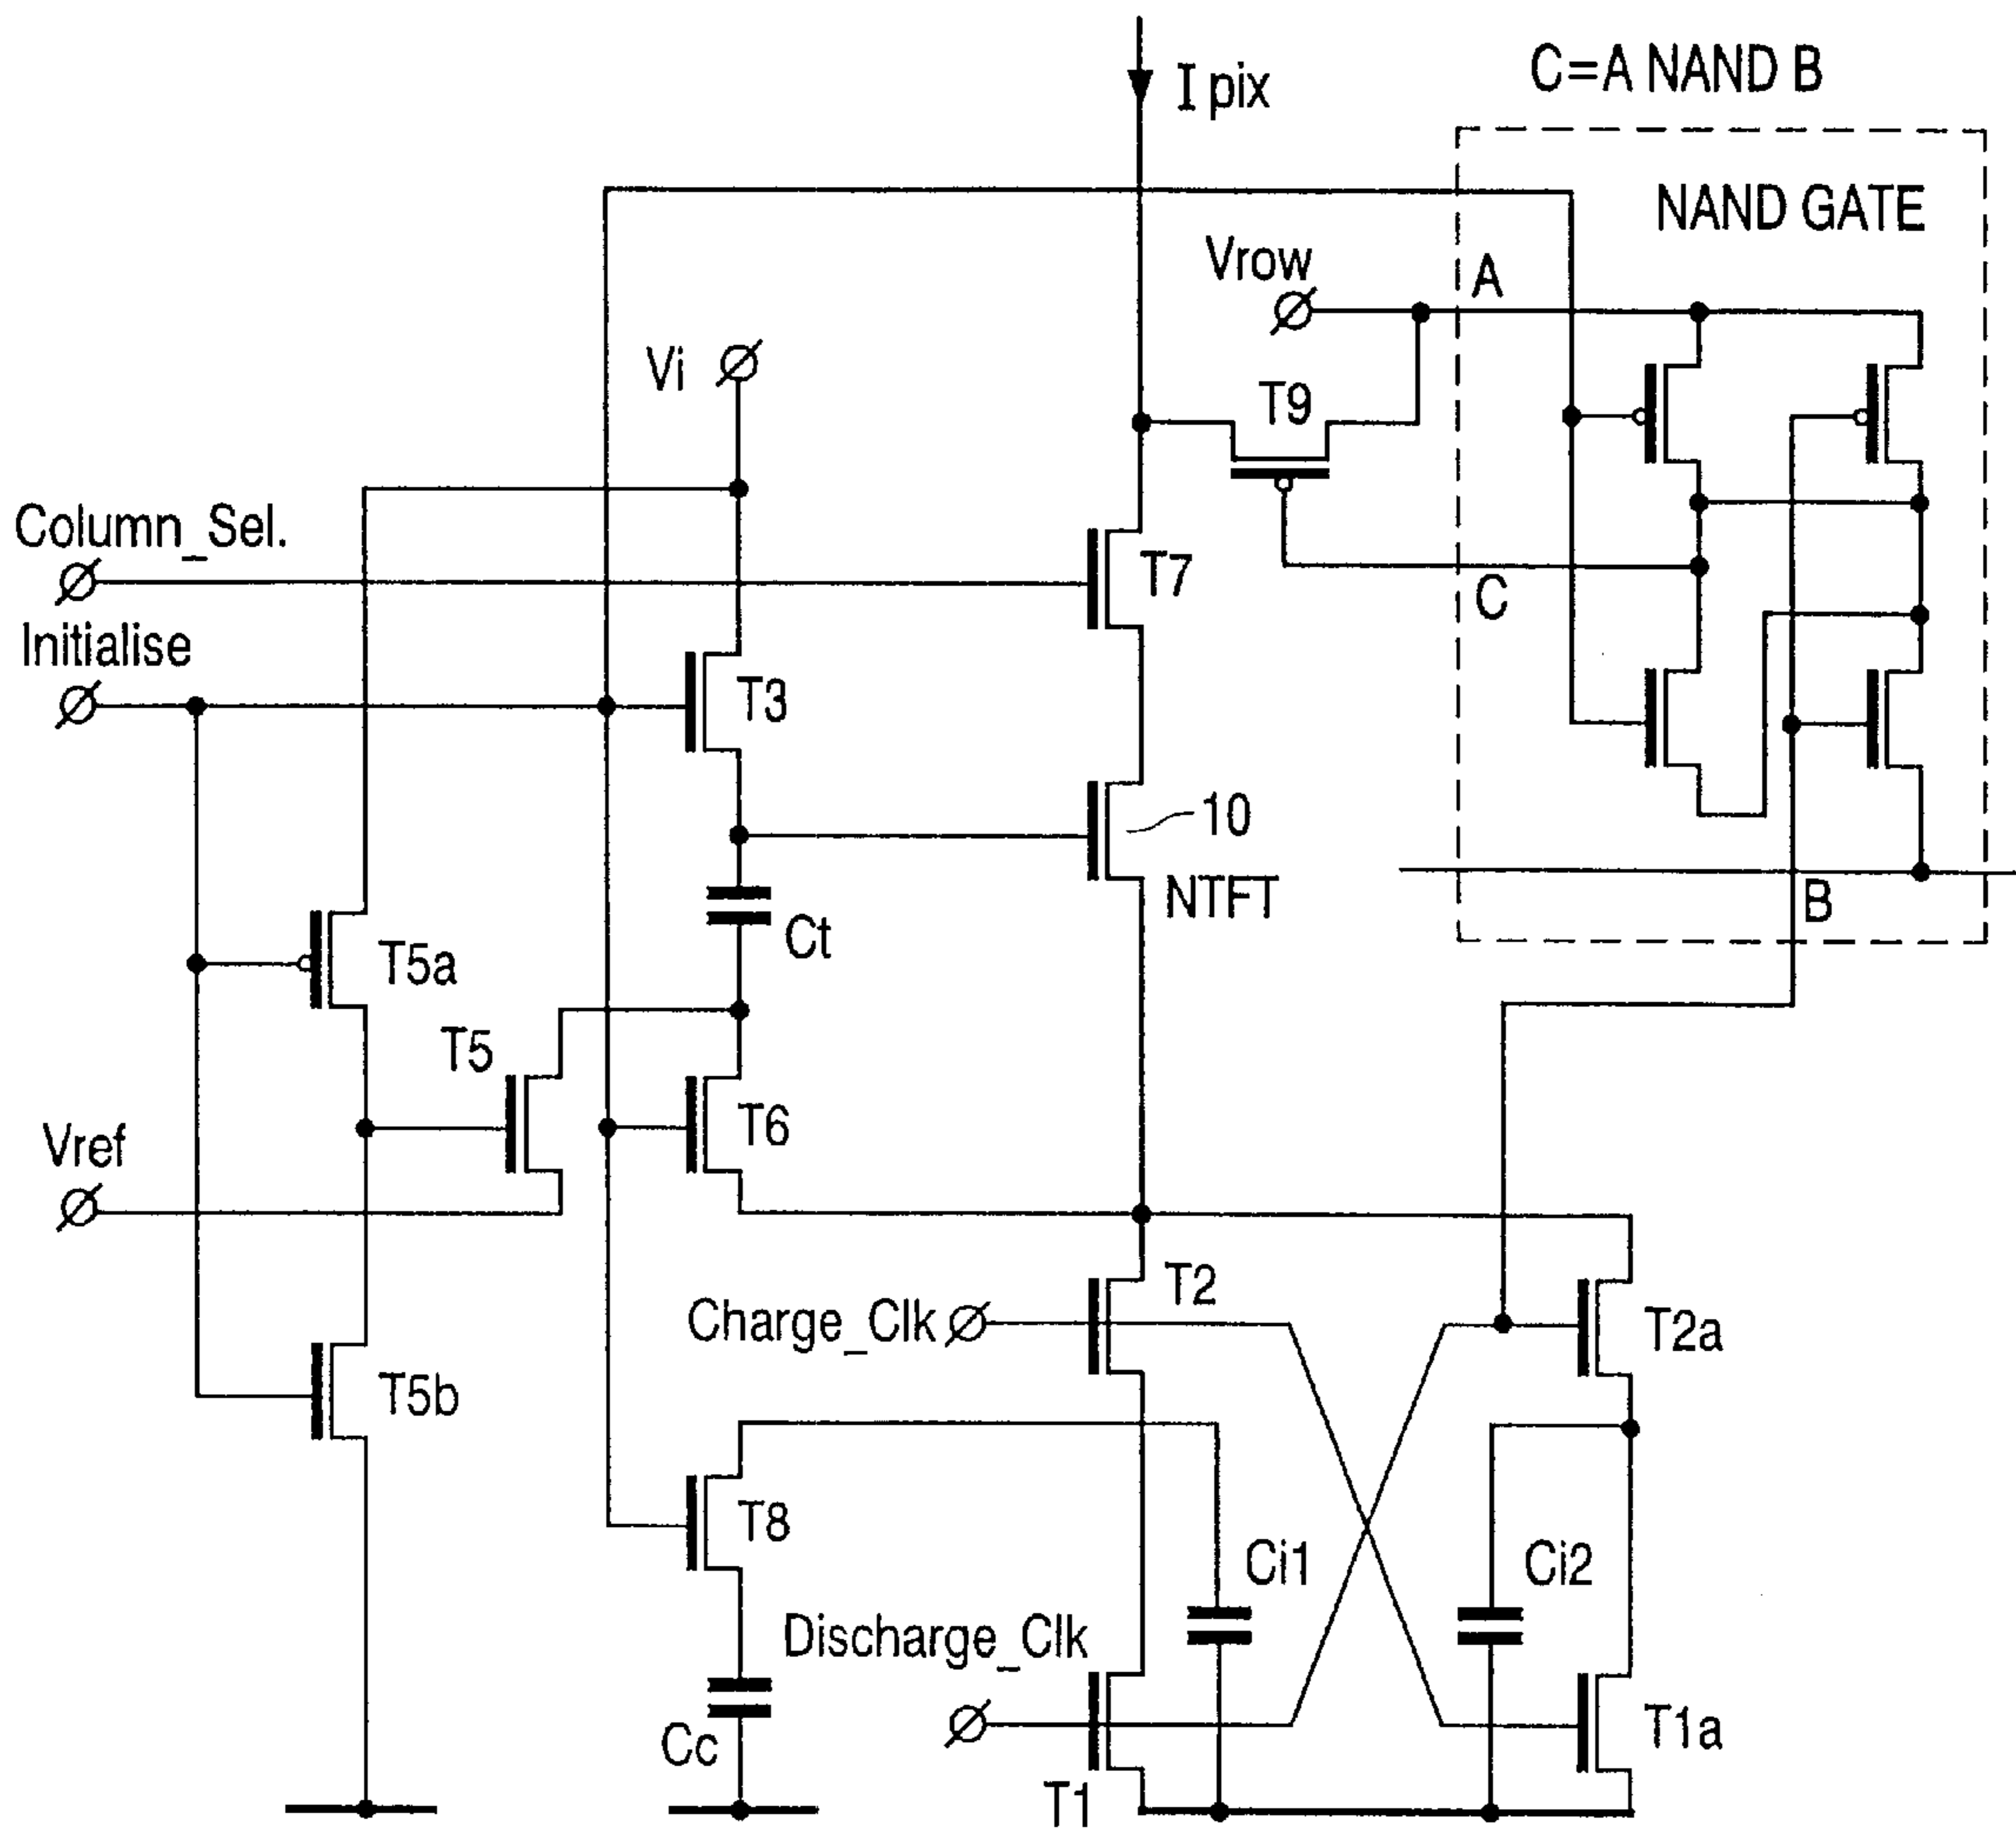 I pix
C=A NAND B
NAND GATE
Vrow
A
Vi
T9
Column_Sel.
T7
C
Initialise
T3
10
NTFT
B
Ct
T5a
T5
T6
Vref
T2
Charge_Clk
T2a
T5b
T8
Ci1
Ci2
Discharge_Clk
T1a
Cc
T1